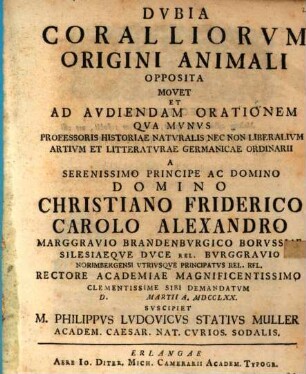 DVBIA
CORALLIORVM
ORIGINI ANIMALI
OPPOSITA
MOVET
ET
AD AVDIENDAM ORATIONEM
QVA MVNVS
PROFESSORIS HISTORIAE NATVRALIS NEC NON LIBERALIVM
ARTIVM ET LITTERATVRAE GERMANICAE ORDINARII
A
SERENISSIMO PRINCIPE AC DOMINO
DOMINO
CHRISTIANO FRIDERICO
CAROLO ALEXANDRO
MARGGRAVIO BRANDENBVRGICO BORVSSIAE
SILESIAEQVE DVCE REL. BVRGGRAVIO
NORIMBERGENSI VTRIVSQVE PRINCIPATVS REL. REL.
RECTORE ACADEMIAE MAGNIFICENTISSIMO
CLEMENTISSIME SIBI DEMANDATVM
D. MARTII A. MDCCLXX.
SVSCIPIET
M. PHILIPPVS LVDOVICVS STATIVS MULLER
ACADEM. CAESAR. NAT. CVRIOS. SODALIS.
ERLANGAE
AERE IO. DITER. MICH. CAMERARII ACADEM. TYPOGR.